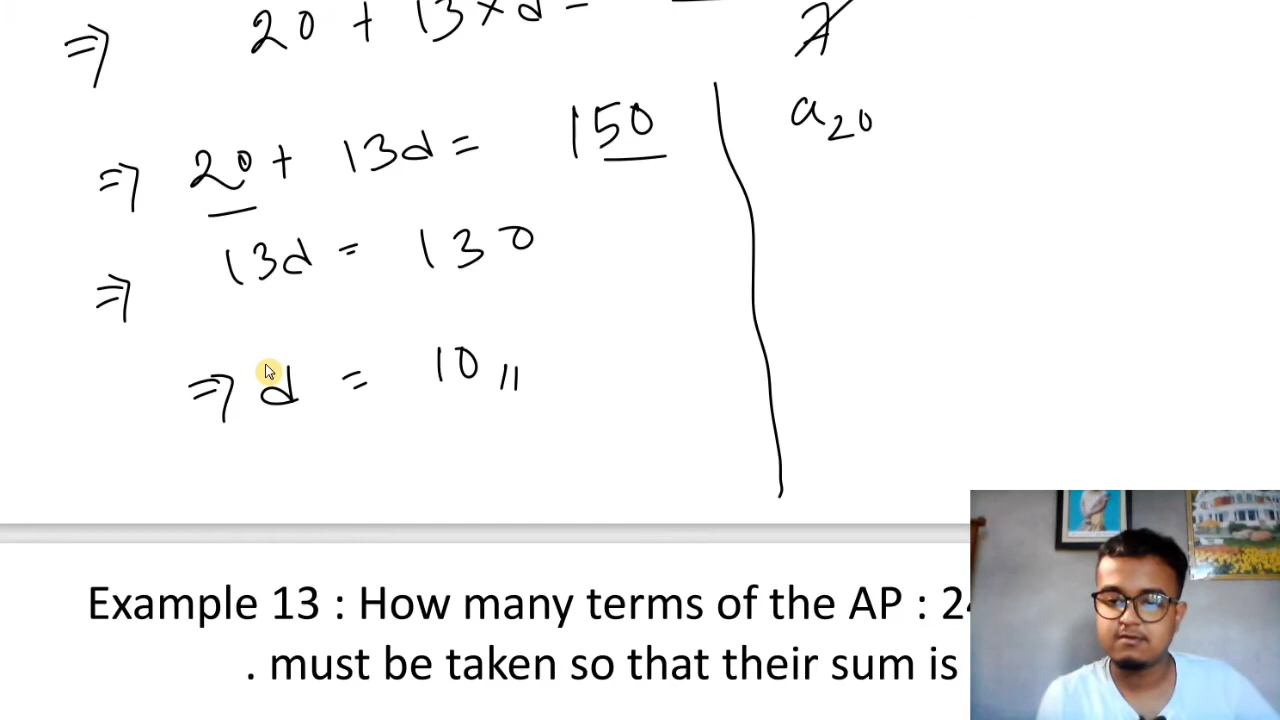 ⇒ 20 + 13×d =
⇒ 20 + 13d = 150
⇒ 13d = 130
⇒ d = 10 //
7
a₂₀
Example 13 : How many terms of the AP :
. must be taken so that their sum is